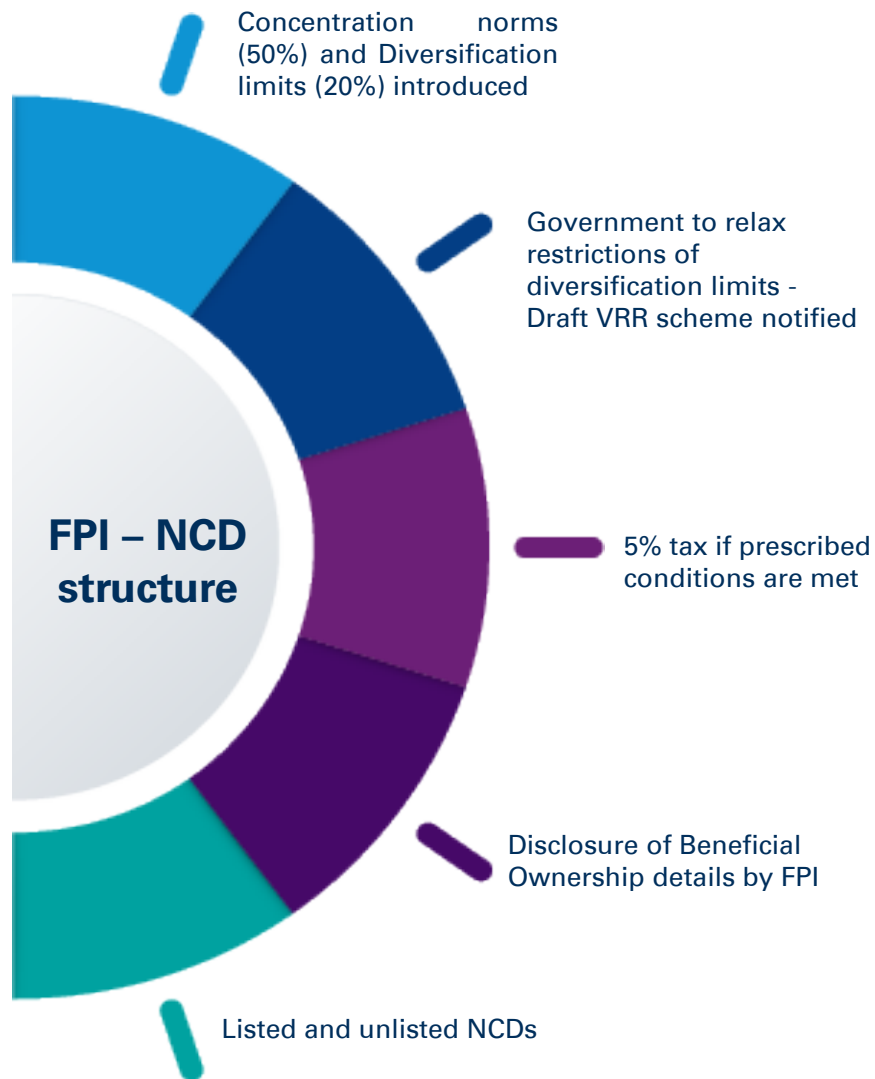 Concentration norms
(50%) and Diversification
limits (20%) introduced
Government to relax
restrictions of
diversification limits -
Draft VRR scheme notified
FPI – NCD
structure
5% tax if prescribed
conditions are met
Disclosure of Beneficial
Ownership details by FPI
Listed and unlisted NCDs